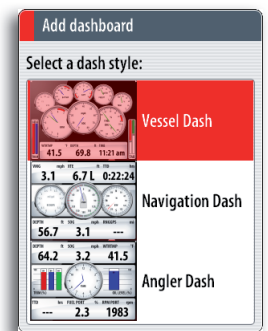 Add dashboard
Select a dash style:
41.5 69.8 11:21 am
Vessel Dash
3.1 6.7 L 0:22:24
DEPTH
56.7 3.1 ---
Navigation Dash
DEPTH
64.2 3.2 41.5
Angler Dash
--- 2.3 1983